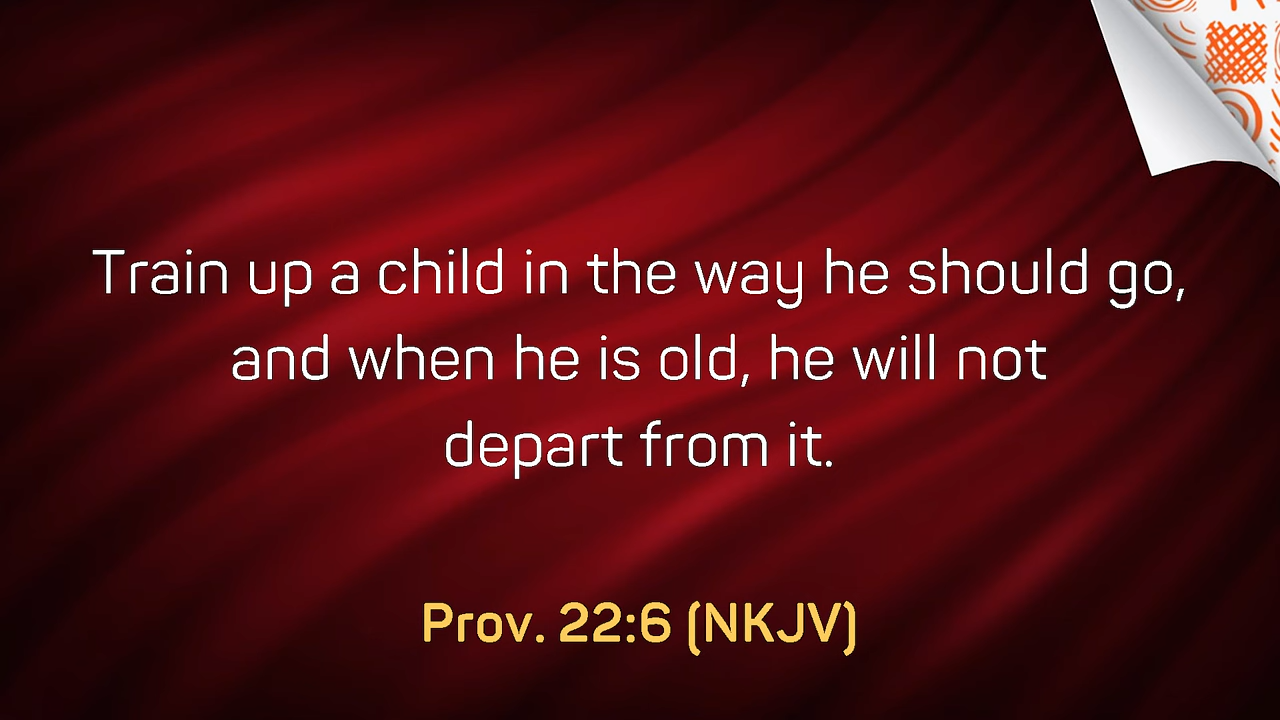 Train up a child in the way he should go,
and when he is old, he will not
depart from it.
Prov. 22:6 (NKJV)